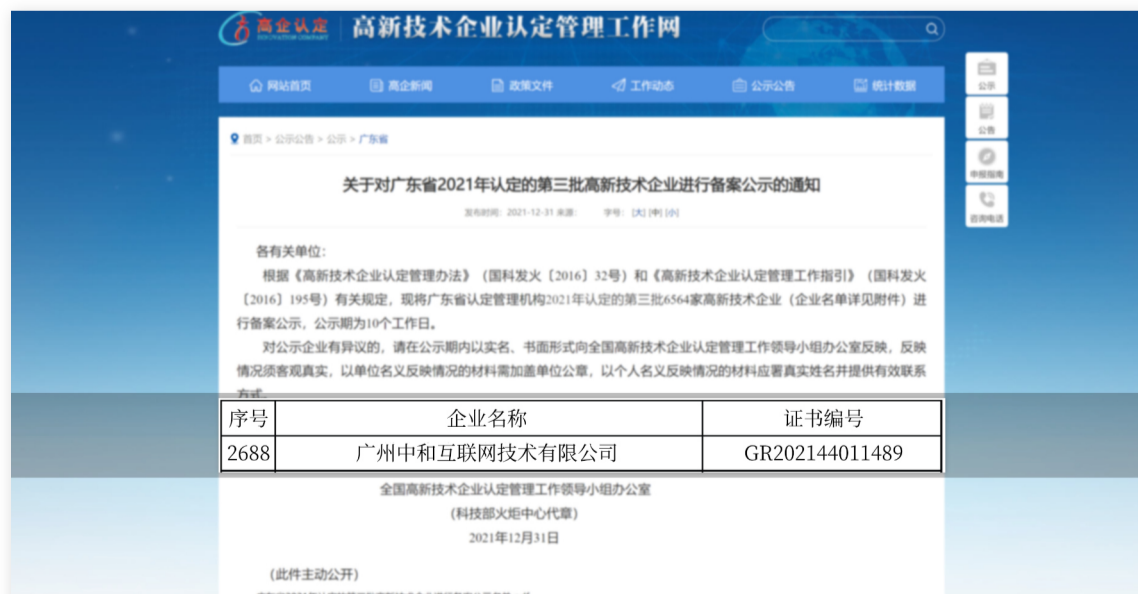 高企认定
INNOVATION COMPANY
高新技术企业认定管理工作网
网站首页 高企新闻 政策文件 工作动态 公示公告 统计数据
公示
公告
申报指南
咨询电话
首页 > 公示公告 > 公示 > 广东省
关于对广东省2021年认定的第三批高新技术企业进行备案公示的通知
发布时间: 2021-12-31 来源: 字号: [大] [中] [小]
各有关单位:
根据《高新技术企业认定管理办法》（国科发火〔2016〕32号）和《高新技术企业认定管理工作指引》（国科发火
〔2016〕195号）有关规定，现将广东省认定管理机构2021年认定的第三批6564家高新技术企业（企业名单详见附件）进
行备案公示，公示期为10个工作日。
对公示企业有异议的，请在公示期内以实名、书面形式向全国高新技术企业认定管理工作领导小组办公室反映，反映
情况须客观真实，以单位名义反映情况的材料需加盖单位公章，以个人名义反映情况的材料应署真实姓名并提供有效联系
方式。
序号 企业名称 证书编号
2688 广州中和互联网技术有限公司 GR202144011489
全国高新技术企业认定管理工作领导小组办公室
（科技部火炬中心代章）
2021年12月31日
（此件主动公开）